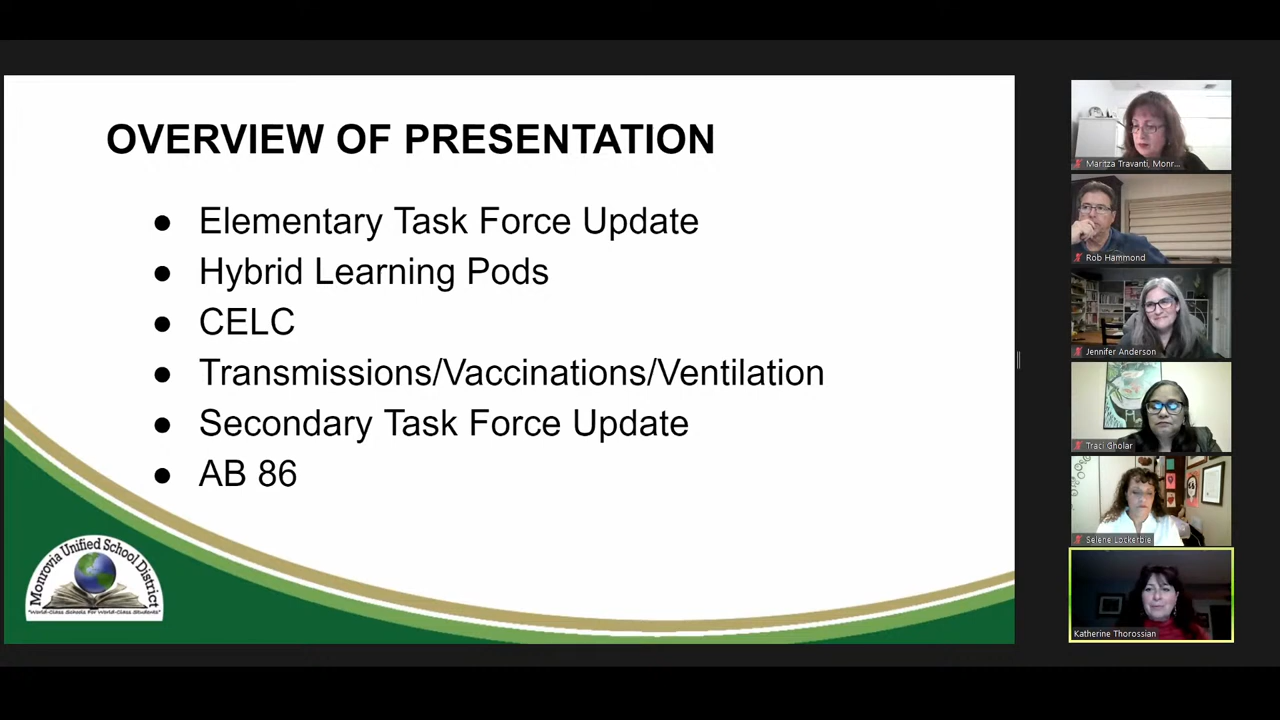 OVERVIEW OF PRESENTATION
● Elementary Task Force Update
● Hybrid Learning Pods
● CELC
● Transmissions/Vaccinations/Ventilation
● Secondary Task Force Update
● AB 86
Monrovia Unified School District
"World-Class Schools For World-Class Students"
Maritza Travanti, Monr...
Rob Hammond
Jennifer Anderson
Traci Gholar
Selene Lockerbie
Katherine Thorossian